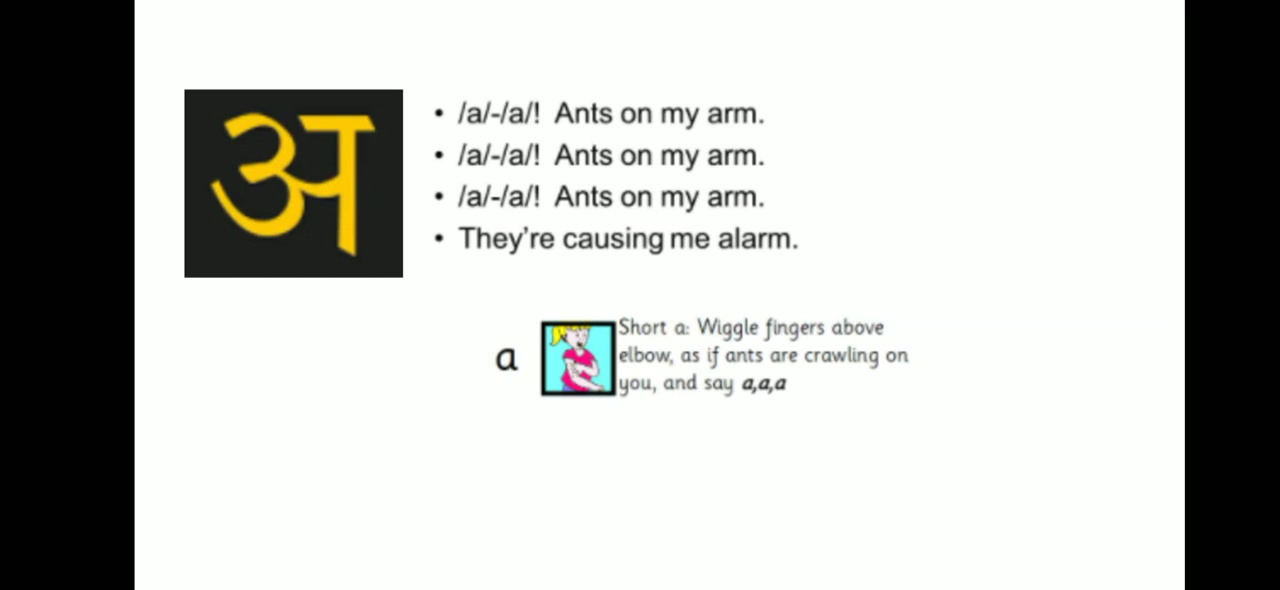 अ
• /a/-/a/! Ants on my arm.
• /a/-/a/! Ants on my arm.
• /a/-/a/! Ants on my arm.
• They're causing me alarm.
a
Short a: Wiggle fingers above
elbow, as if ants are crawling on
you, and say a,a,a